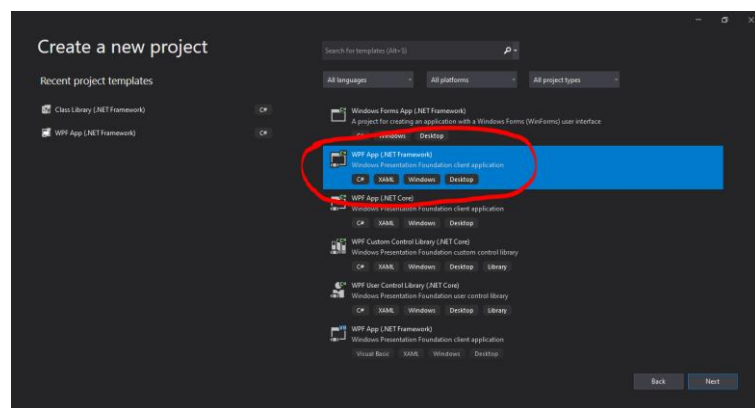 Create a new project
Search for templates (Alt+S)
Recent project templates
All languages
All platforms
All project types
Class Library (.NET Framework)
C#
WPF App (.NET Framework)
C#
Windows Forms App (.NET Framework)
A project for creating an application with a Windows Forms (WinForms) user interface
C# Windows Desktop
WPF App (.NET Framework)
Windows Presentation Foundation client application
C# XAML Windows Desktop
WPF App (.NET Core)
Windows Presentation Foundation client application
C# XAML Windows Desktop
WPF Custom Control Library (.NET Core)
Windows Presentation Foundation custom control library
C# XAML Windows Desktop Library
WPF User Control Library (.NET Core)
Windows Presentation Foundation user control library
C# XAML Windows Desktop Library
WPF App (.NET Framework)
Windows Presentation Foundation client application
Visual Basic XAML Windows Desktop
Back
Next